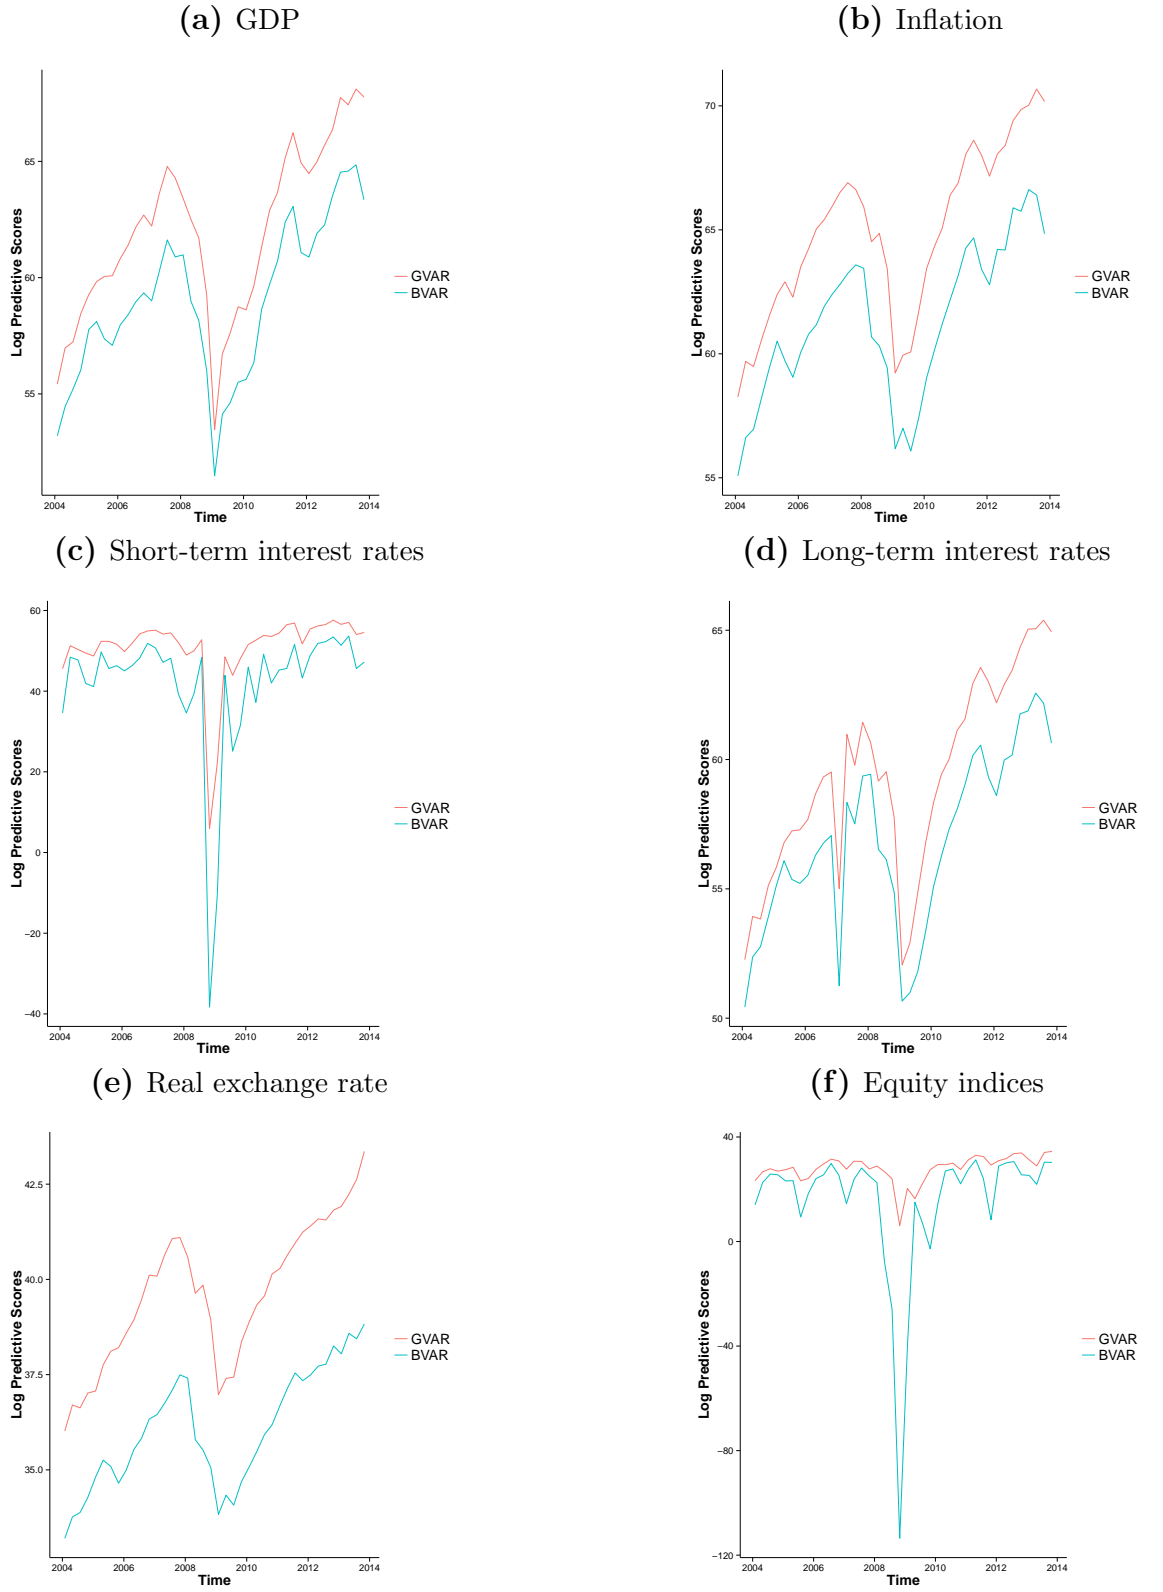 (a) GDP
Log Predictive Scores
65
60
55
2004 2006 2008 2010 2012 2014
Time
GVAR
BVAR
(b) Inflation
Log Predictive Scores
70
65
60
55
2004 2006 2008 2010 2012 2014
Time
GVAR
BVAR
(c) Short-term interest rates
Log Predictive Scores
60
40
20
0
−20
−40
2004 2006 2008 2010 2012 2014
Time
GVAR
BVAR
(d) Long-term interest rates
Log Predictive Scores
65
60
55
50
2004 2006 2008 2010 2012 2014
Time
GVAR
BVAR
(e) Real exchange rate
Log Predictive Scores
42.5
40.0
37.5
35.0
2004 2006 2008 2010 2012 2014
Time
GVAR
BVAR
(f) Equity indices
Log Predictive Scores
40
0
−40
−80
−120
2004 2006 2008 2010 2012 2014
Time
GVAR
BVAR